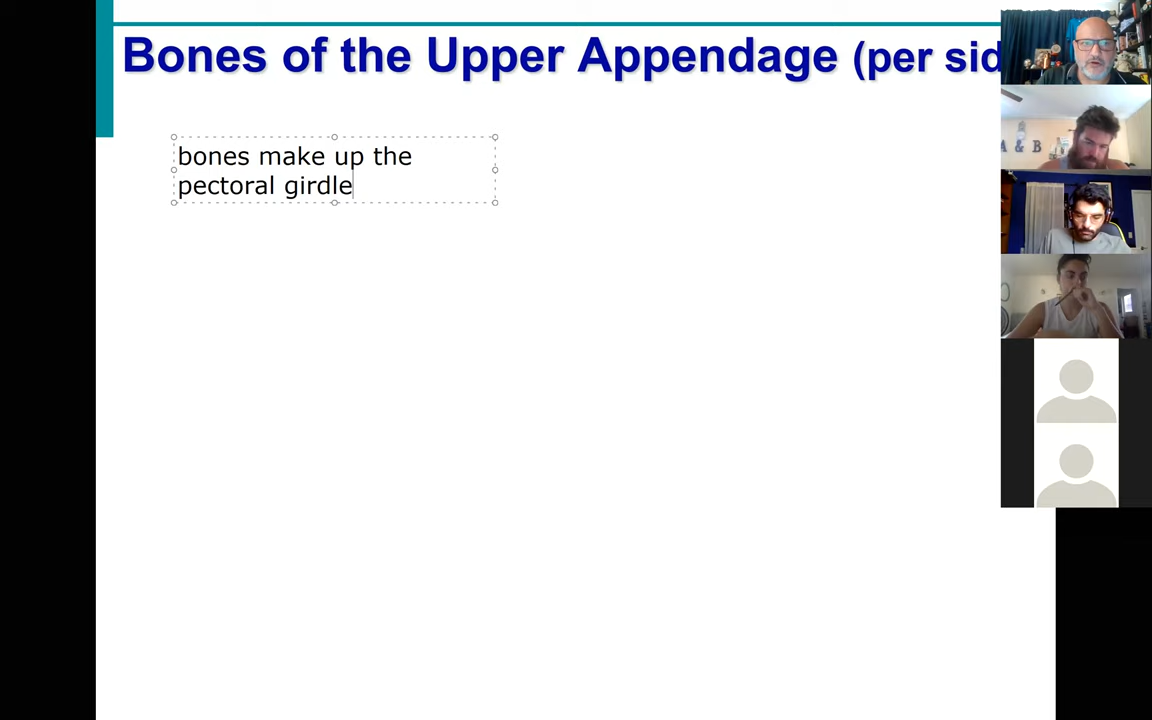 Bones of the Upper Appendage (per sid
bones make up the
pectoral girdle
A & B